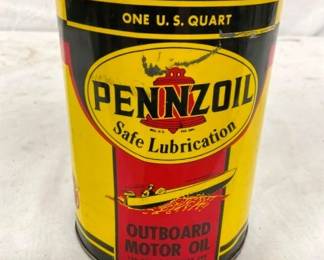 ONE U.S. QUART
PENNZOIL
Safe Lubrication
OUTBOARD
MOTOR OIL